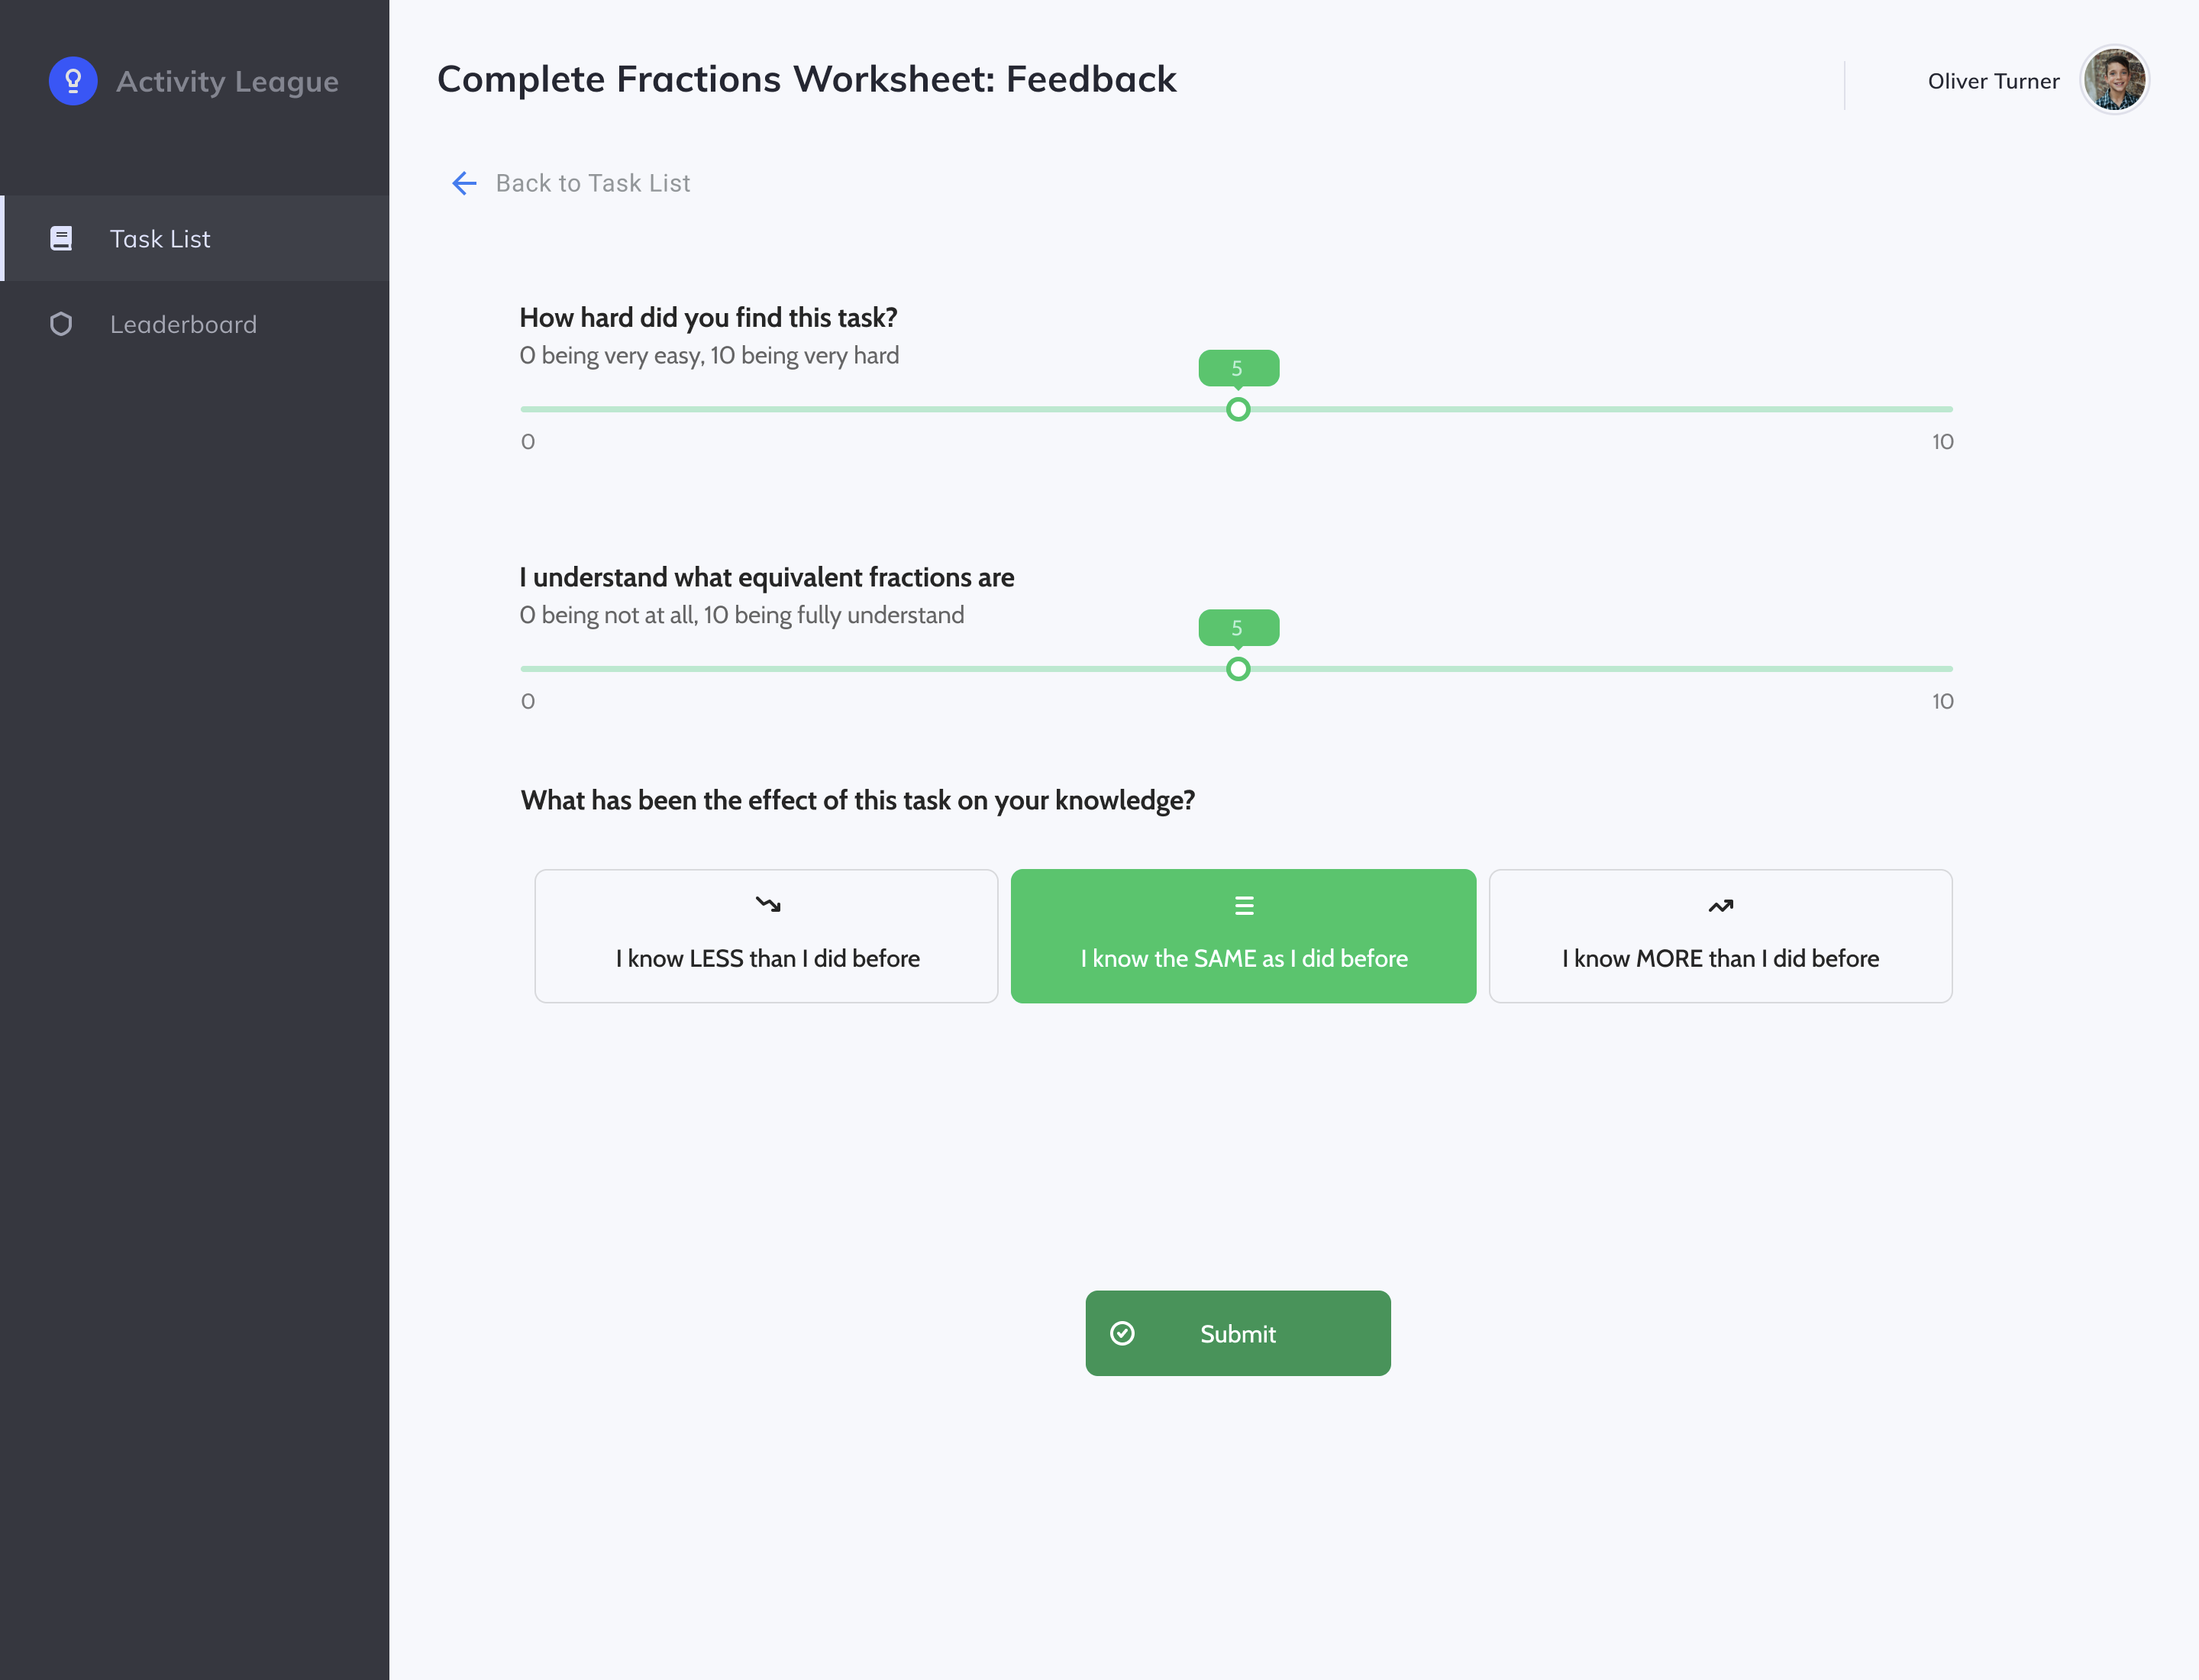 Activity League
Complete Fractions Worksheet: Feedback
Oliver Turner
Back to Task List
Task List
Leaderboard
How hard did you find this task?
0 being very easy, 10 being very hard
5
0
10
I understand what equivalent fractions are
0 being not at all, 10 being fully understand
5
0
10
What has been the effect of this task on your knowledge?
I know LESS than I did before
I know the SAME as I did before
I know MORE than I did before
Submit